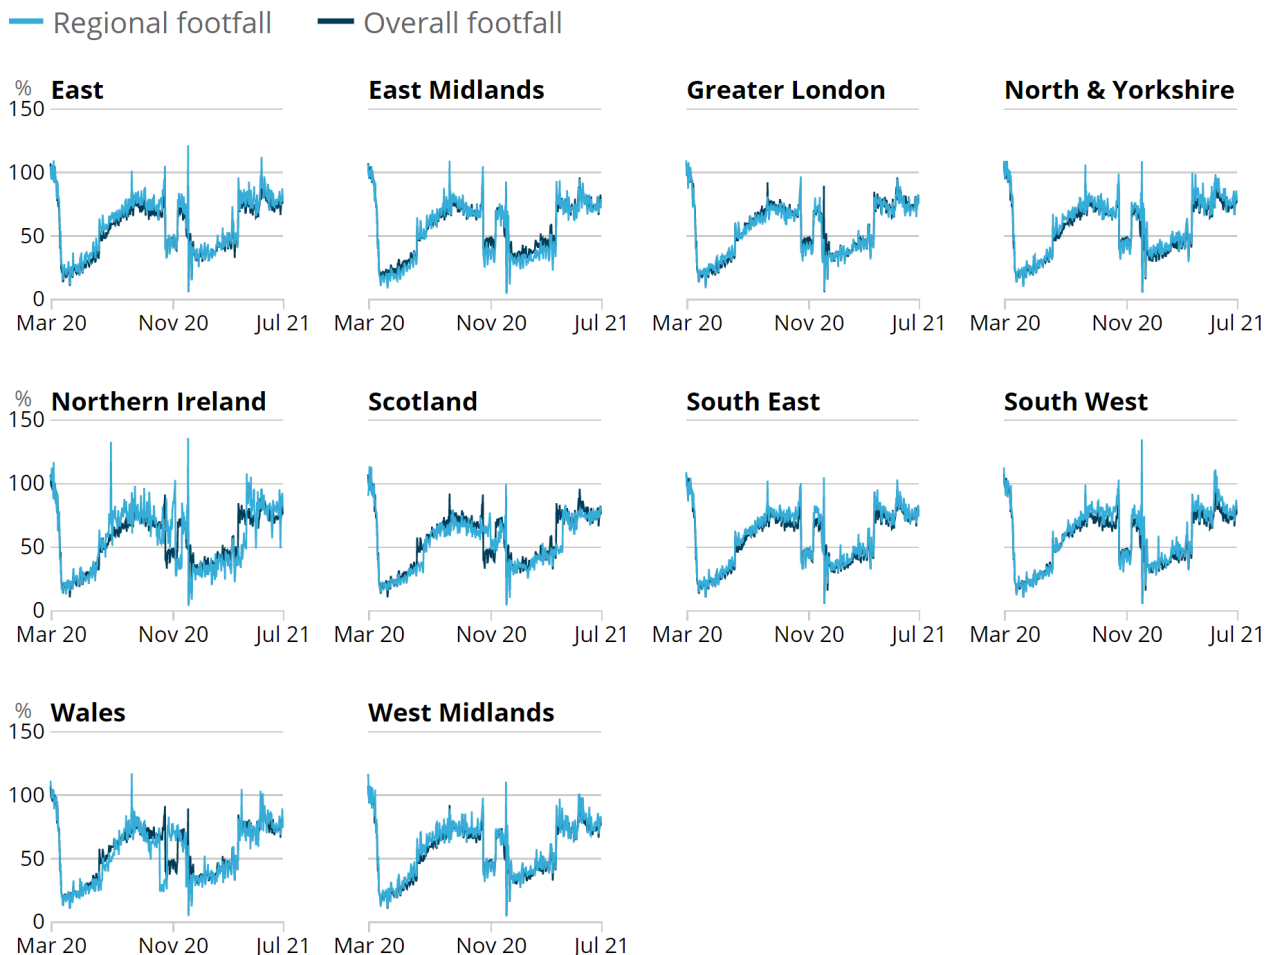 Regional footfall Overall footfall
% East East Midlands Greater London North & Yorkshire
150
100
50
0
Mar 20 Nov 20 Jul 21 Mar 20 Nov 20 Jul 21 Mar 20 Nov 20 Jul 21 Mar 20 Nov 20 Jul 21
% Northern Ireland Scotland South East South West
150
100
50
0
Mar 20 Nov 20 Jul 21 Mar 20 Nov 20 Jul 21 Mar 20 Nov 20 Jul 21 Mar 20 Nov 20 Jul 21
% Wales West Midlands
150
100
50
0
Mar 20 Nov 20 Jul 21 Mar 20 Nov 20 Jul 21